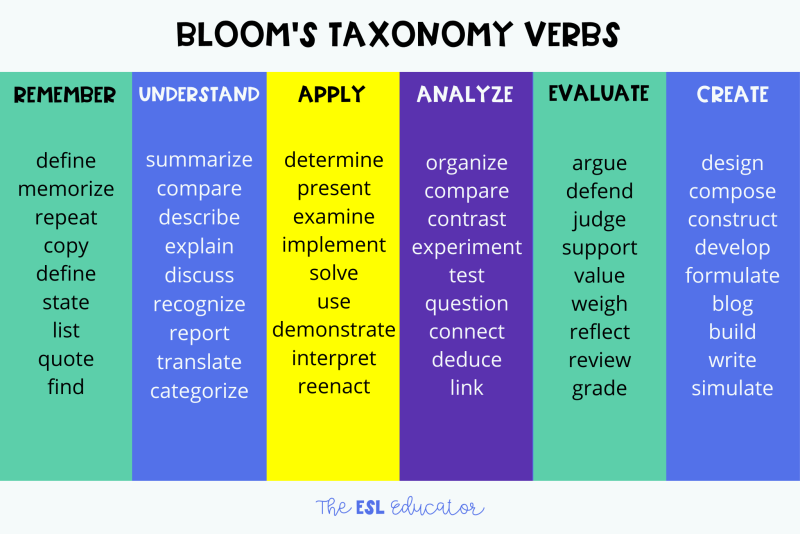 BLOOM'S TAXONOMY VERBS
REMEMBER
define
memorize
repeat
copy
define
state
list
quote
find
UNDERSTAND
summarize
compare
describe
explain
discuss
recognize
report
translate
categorize
APPLY
determine
present
examine
implement
solve
use
demonstrate
interpret
reenact
ANALYZE
organize
compare
contrast
experiment
test
question
connect
deduce
link
EVALUATE
argue
defend
judge
support
value
weigh
reflect
review
grade
CREATE
design
compose
construct
develop
formulate
blog
build
write
simulate
The ESL Educator